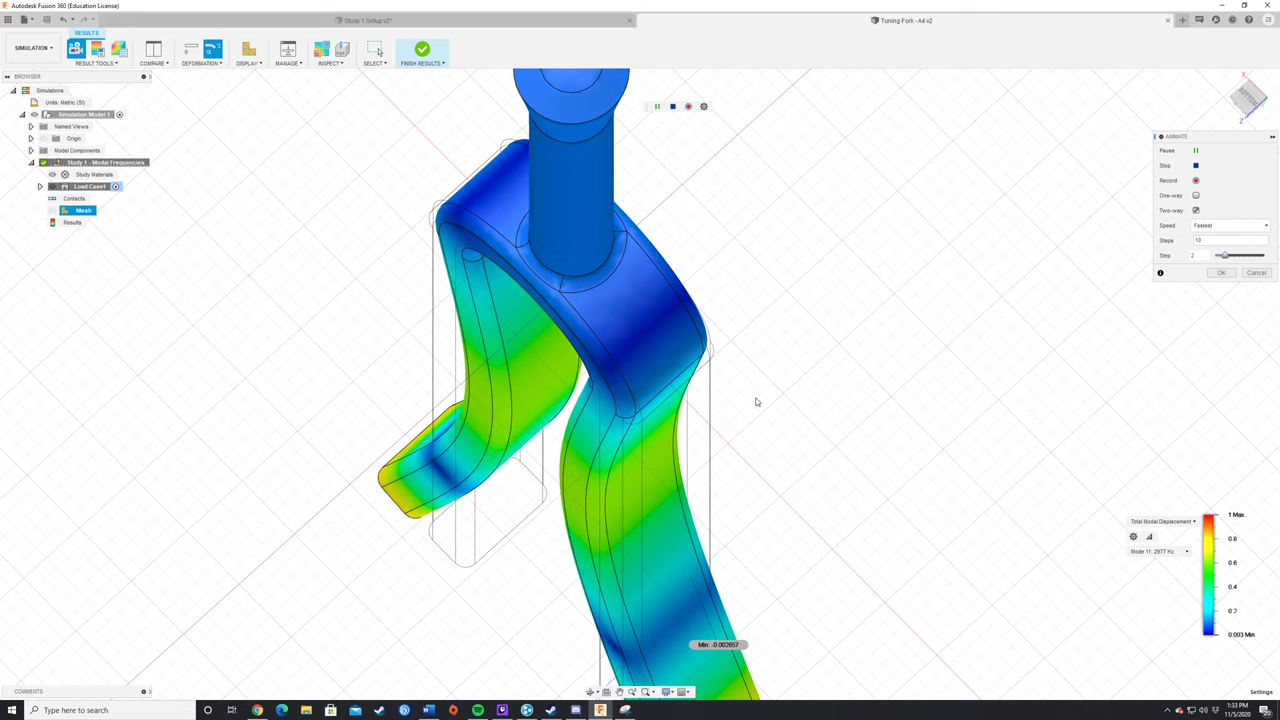 Autodesk Fusion 360 (Education License)
Study 1 Setup v2*
Tuning Fork - A4 v2
RESULTS
SIMULATION
RESULT TOOLS
COMPARE
DEFORMATION
DISPLAY
MANAGE
INSPECT
SELECT
FINISH RESULTS
BROWSER
Simulations
Units: Metric (SI)
Simulation Model 1
Named Views
Origin
Model Components
Study 1 - Modal Frequencies
Study Materials
Load Case1
Contacts
Mesh
Results
BOTTOM
X
Z
ANIMATE
Pause
Stop
Record
One-way
Two-way
Speed Fastest
Steps 10
Step 2
OK Cancel
Total Modal Displacement
Mode 11: 2977 Hz
1 Max.
0.8
0.6
0.4
0.2
0.003 Min.
Min: -0.002657
COMMENTS
Settings
Type here to search
1:33 PM
11/5/2020